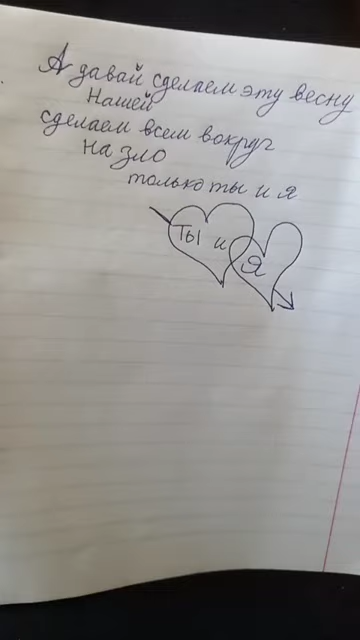 А давай сделаем эту весну
Нашей
сделаем всем вокруг
на зло
только ты и я
Ты и Я